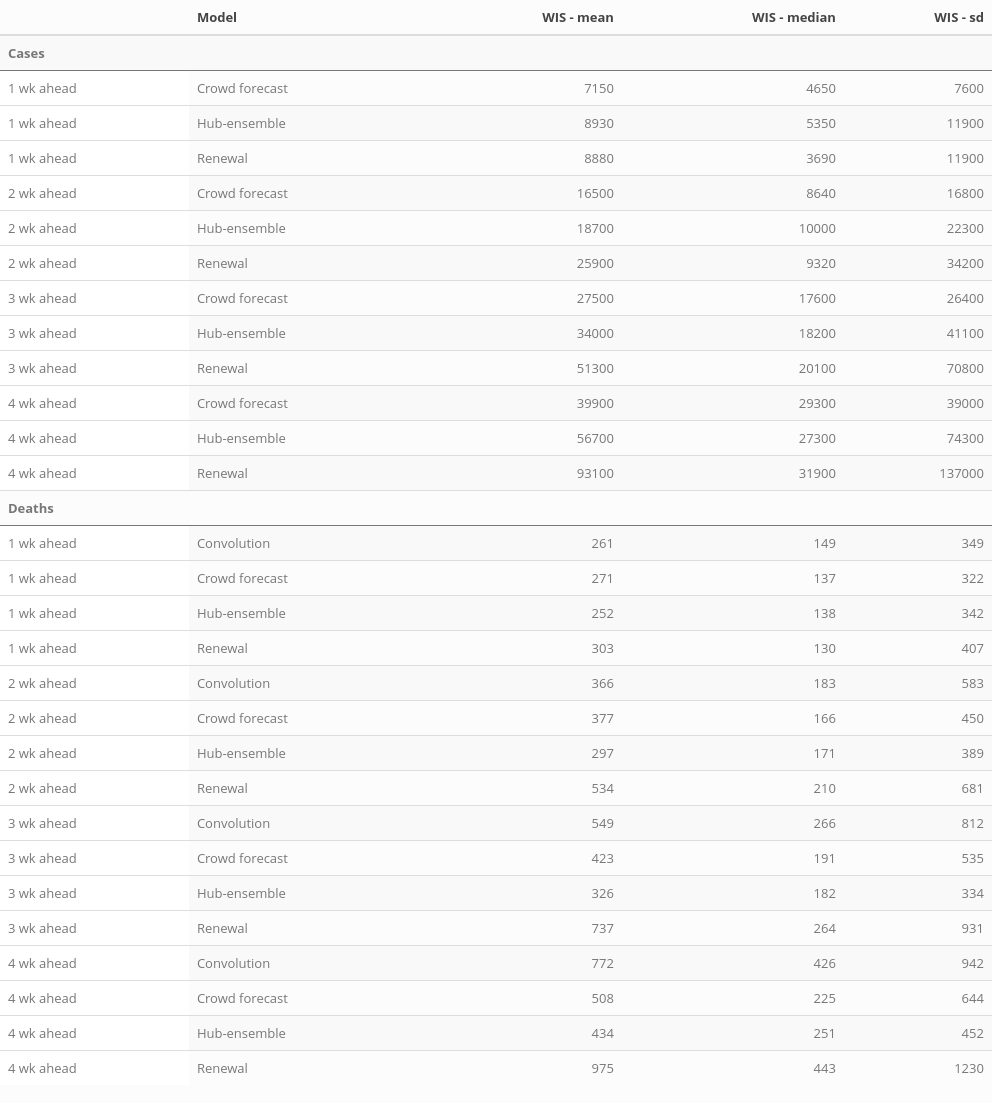 Model WIS - mean WIS - median WIS - sd
Cases
1 wk ahead Crowd forecast 7150 4650 7600
1 wk ahead Hub-ensemble 8930 5350 11900
1 wk ahead Renewal 8880 3690 11900
2 wk ahead Crowd forecast 16500 8640 16800
2 wk ahead Hub-ensemble 18700 10000 22300
2 wk ahead Renewal 25900 9320 34200
3 wk ahead Crowd forecast 27500 17600 26400
3 wk ahead Hub-ensemble 34000 18200 41100
3 wk ahead Renewal 51300 20100 70800
4 wk ahead Crowd forecast 39900 29300 39000
4 wk ahead Hub-ensemble 56700 27300 74300
4 wk ahead Renewal 93100 31900 137000
Deaths
1 wk ahead Convolution 261 149 349
1 wk ahead Crowd forecast 271 137 322
1 wk ahead Hub-ensemble 252 138 342
1 wk ahead Renewal 303 130 407
2 wk ahead Convolution 366 183 583
2 wk ahead Crowd forecast 377 166 450
2 wk ahead Hub-ensemble 297 171 389
2 wk ahead Renewal 534 210 681
3 wk ahead Convolution 549 266 812
3 wk ahead Crowd forecast 423 191 535
3 wk ahead Hub-ensemble 326 182 334
3 wk ahead Renewal 737 264 931
4 wk ahead Convolution 772 426 942
4 wk ahead Crowd forecast 508 225 644
4 wk ahead Hub-ensemble 434 251 452
4 wk ahead Renewal 975 443 1230